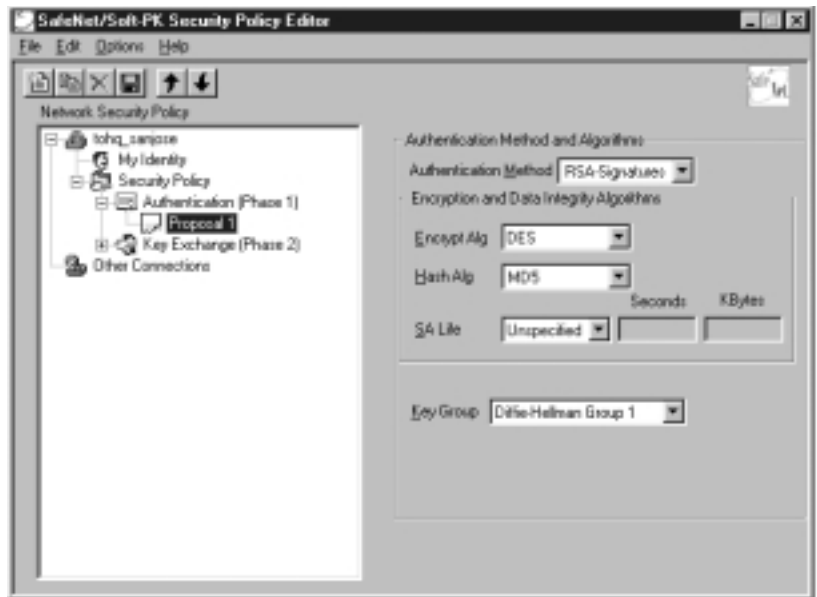 SafeNet/Soft-PK Security Policy Editor
File Edit Options Help
Safe Net
Network Security Policy
tohq_sanjose
My Identity
Security Policy
Authentication (Phase 1)
Proposal 1
Key Exchange (Phase 2)
Other Connections
Authentication Method and Algorithms
Authentication Method RSA-Signatures
Encryption and Data Integrity Algorithms
Encrypt Alg DES
Hash Alg MD5
Seconds KBytes
SA Life Unspecified
Key Group Diffie-Hellman Group 1